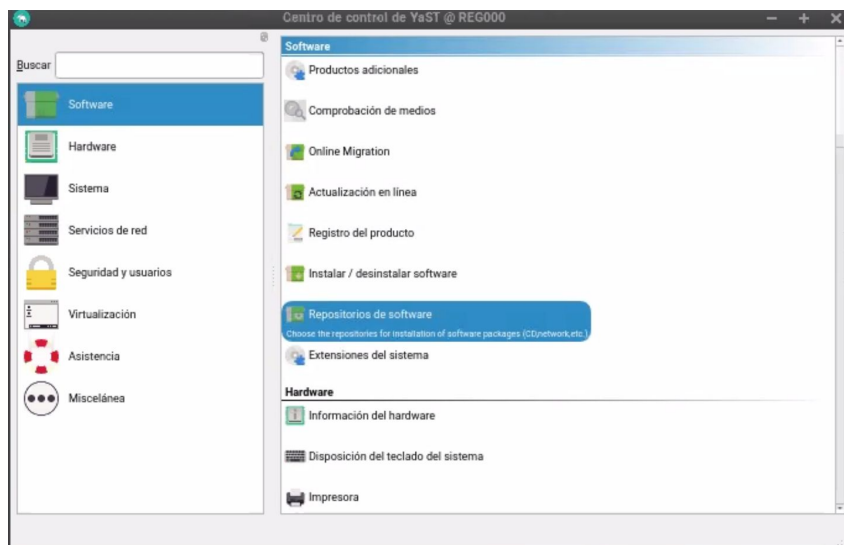 Centro de control de YaST @ REG000
Buscar
Software
Hardware
Sistema
Servicios de red
Seguridad y usuarios
Virtualización
Asistencia
Miscelánea
Software
Productos adicionales
Comprobación de medios
Online Migration
Actualización en línea
Registro del producto
Instalar / desinstalar software
Repositorios de software
Choose the repositories for installation of software packages (CD,network,etc.)
Extensiones del sistema
Hardware
Información del hardware
Disposición del teclado del sistema
Impresora